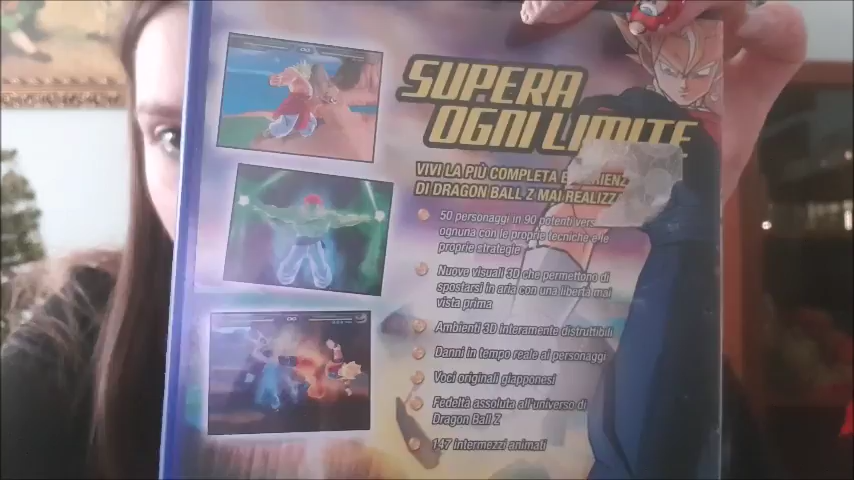 SUPERA
OGNI LIMITE
VIVI LA PIÙ COMPLETA
DI DRAGON BALL Z MAI
50 personaggi in 90 potenti
ognuna con le proprie tecniche e le
proprie strategie
Nuove visuali 3D che permettono di
spostarsi in aria con una libertà mai
vista prima
Ambienti 3D interamente distruttibili
Danni in tempo reale ai personaggi
Voci originali giapponesi
Fedeltà assoluta all'universo di
Dragon Ball Z
147 intermezzi animati